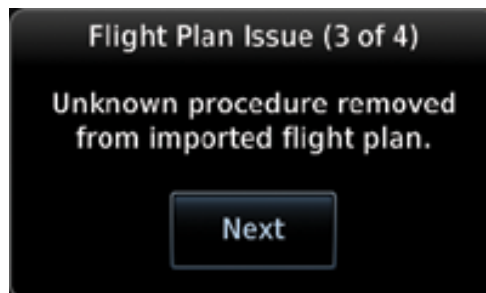 Flight Plan Issue (3 of 4)
Unknown procedure removed
from imported flight plan.
Next